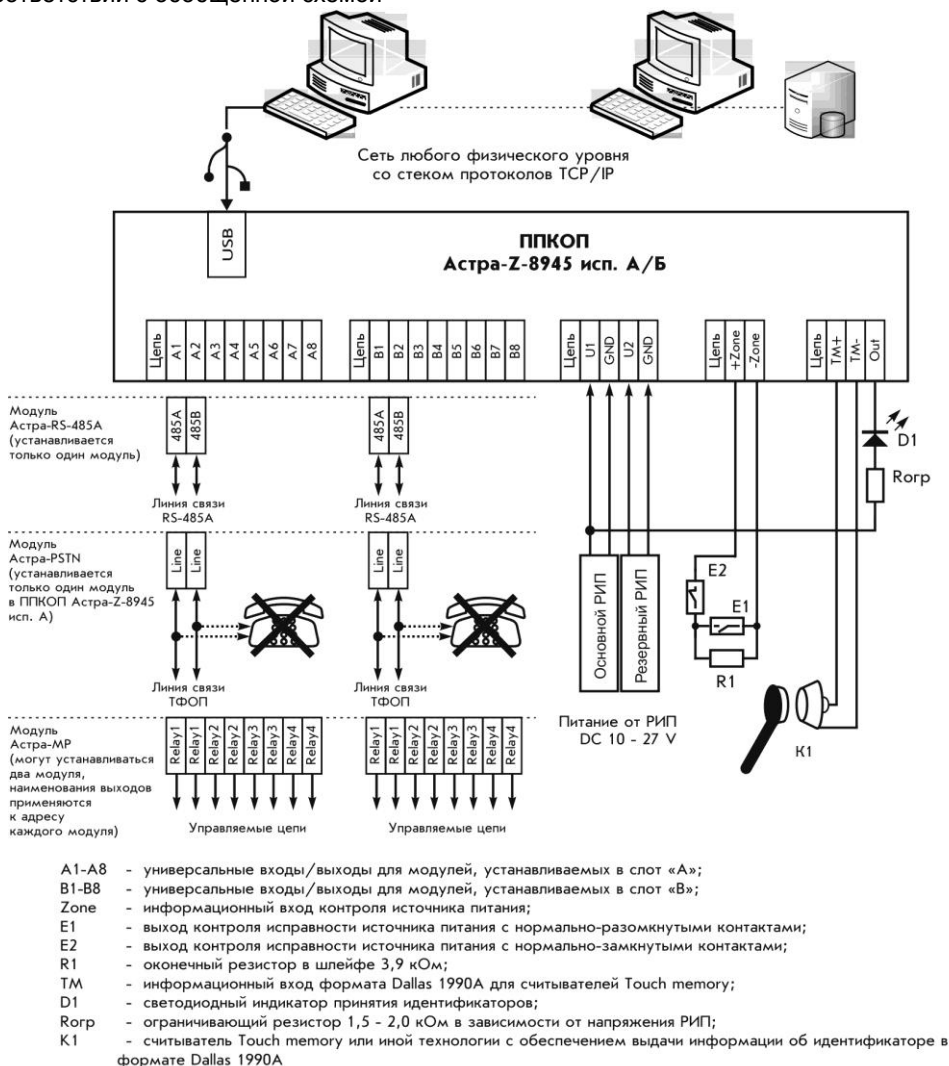 оответствии с обобщенной схемой
Сеть любого физического уровня
со стеком протоколов TCP/IP
USB
ППКОП
Астра-Z-8945 исп. А/Б
Цепь A1 A2 A3 A4 A5 A6 A7 A8
Цепь B1 B2 B3 B4 B5 B6 B7 B8
Цепь U1 GND U2 GND
Цепь +Zone -Zone
Цепь TM+ TM- Out
Модуль
Астра-RS-485A
(устанавливается
только один модуль)
485A 485B
485A 485B
Линия связи
RS-485A
Линия связи
RS-485A
D1
Rогр
Модуль
Астра-PSTN
(устанавливается
только один модуль
в ППКОП Астра-Z-8945
исп. А)
Line Line
Line Line
Линия связи
ТФОП
Линия связи
ТФОП
Основной РИП
Резервный РИП
E2
E1
R1
K1
Питание от РИП
DC 10 - 27 V
Модуль
Астра-МР
(могут устанавливаться
два модуля,
наименования выходов
применяются
к адресу
каждого модуля)
Relay1 Relay1 Relay2 Relay2 Relay3 Relay3 Relay4 Relay4
Relay1 Relay1 Relay2 Relay2 Relay3 Relay3 Relay4 Relay4
Управляемые цепи
Управляемые цепи
A1-A8 - универсальные входы/выходы для модулей, устанавливаемых в слот «А»;
B1-B8 - универсальные входы/выходы для модулей, устанавливаемых в слот «В»;
Zone - информационный вход контроля источника питания;
E1 - выход контроля исправности источника питания с нормально-разомкнутыми контактами;
E2 - выход контроля исправности источника питания с нормально-замкнутыми контактами;
R1 - оконечный резистор в шлейфе 3,9 кОм;
TM - информационный вход формата Dallas 1990A для считывателей Touch memory;
D1 - светодиодный индикатор принятия идентификаторов;
Rогр - ограничивающий резистор 1,5 - 2,0 кОм в зависимости от напряжения РИП;
K1 - считыватель Touch memory или иной технологии с обеспечением выдачи информации об идентификаторе в
формате Dallas 1990A